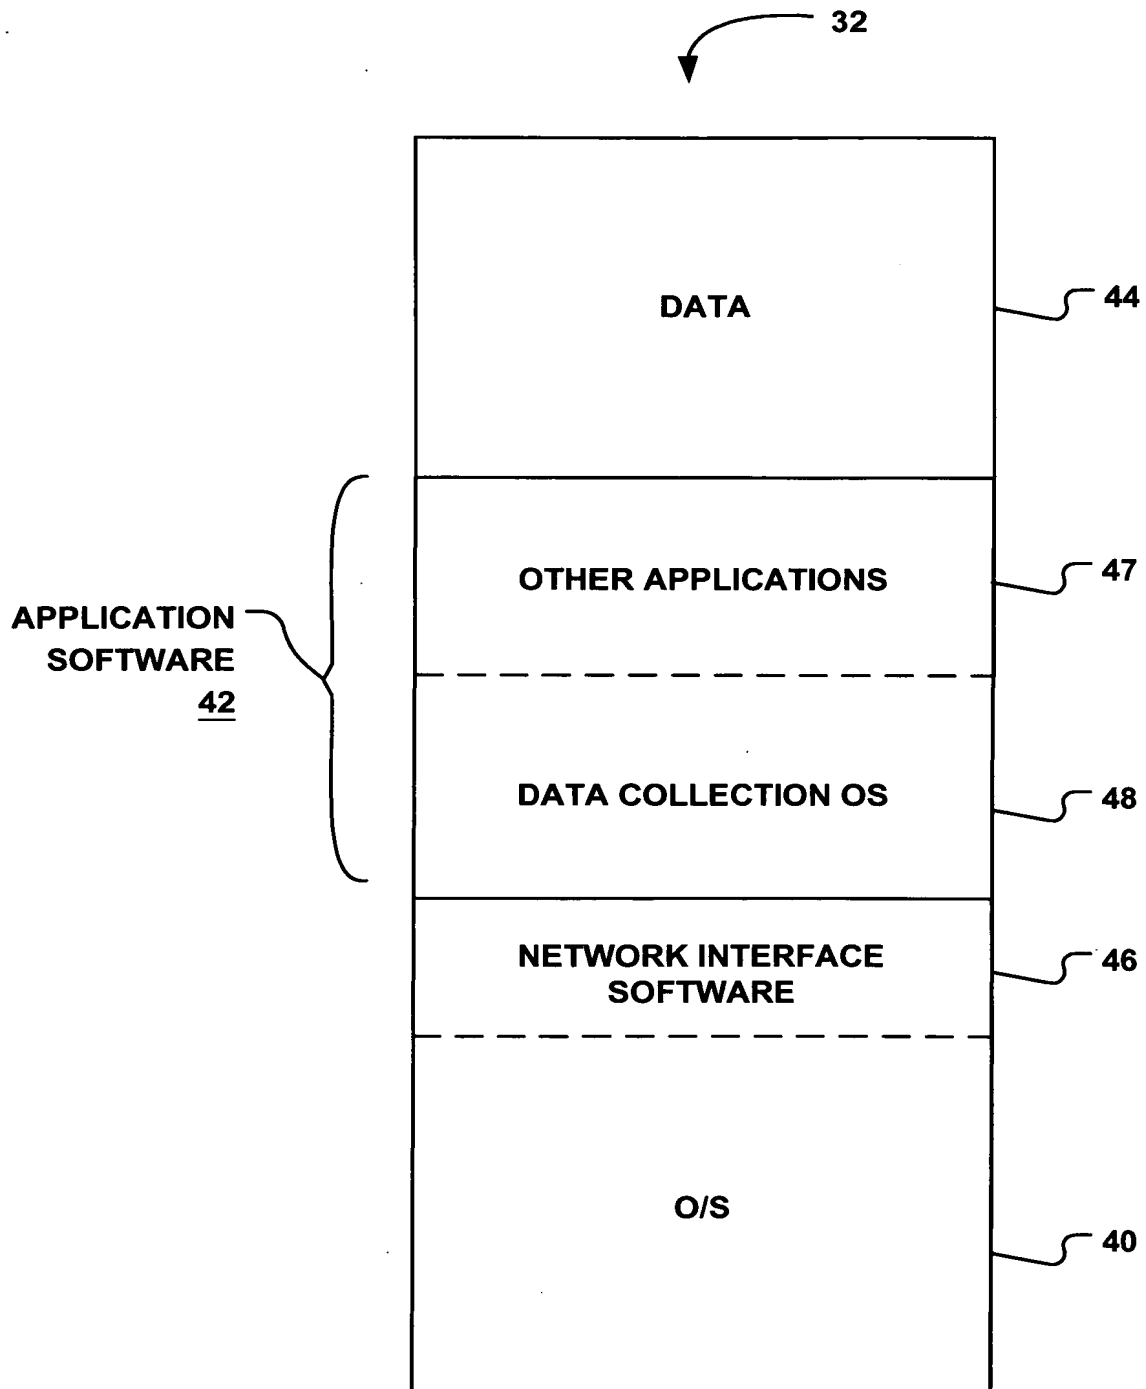 32
DATA
44
OTHER APPLICATIONS
47
APPLICATION
SOFTWARE
42
DATA COLLECTION OS
48
NETWORK INTERFACE
SOFTWARE
46
O/S
40